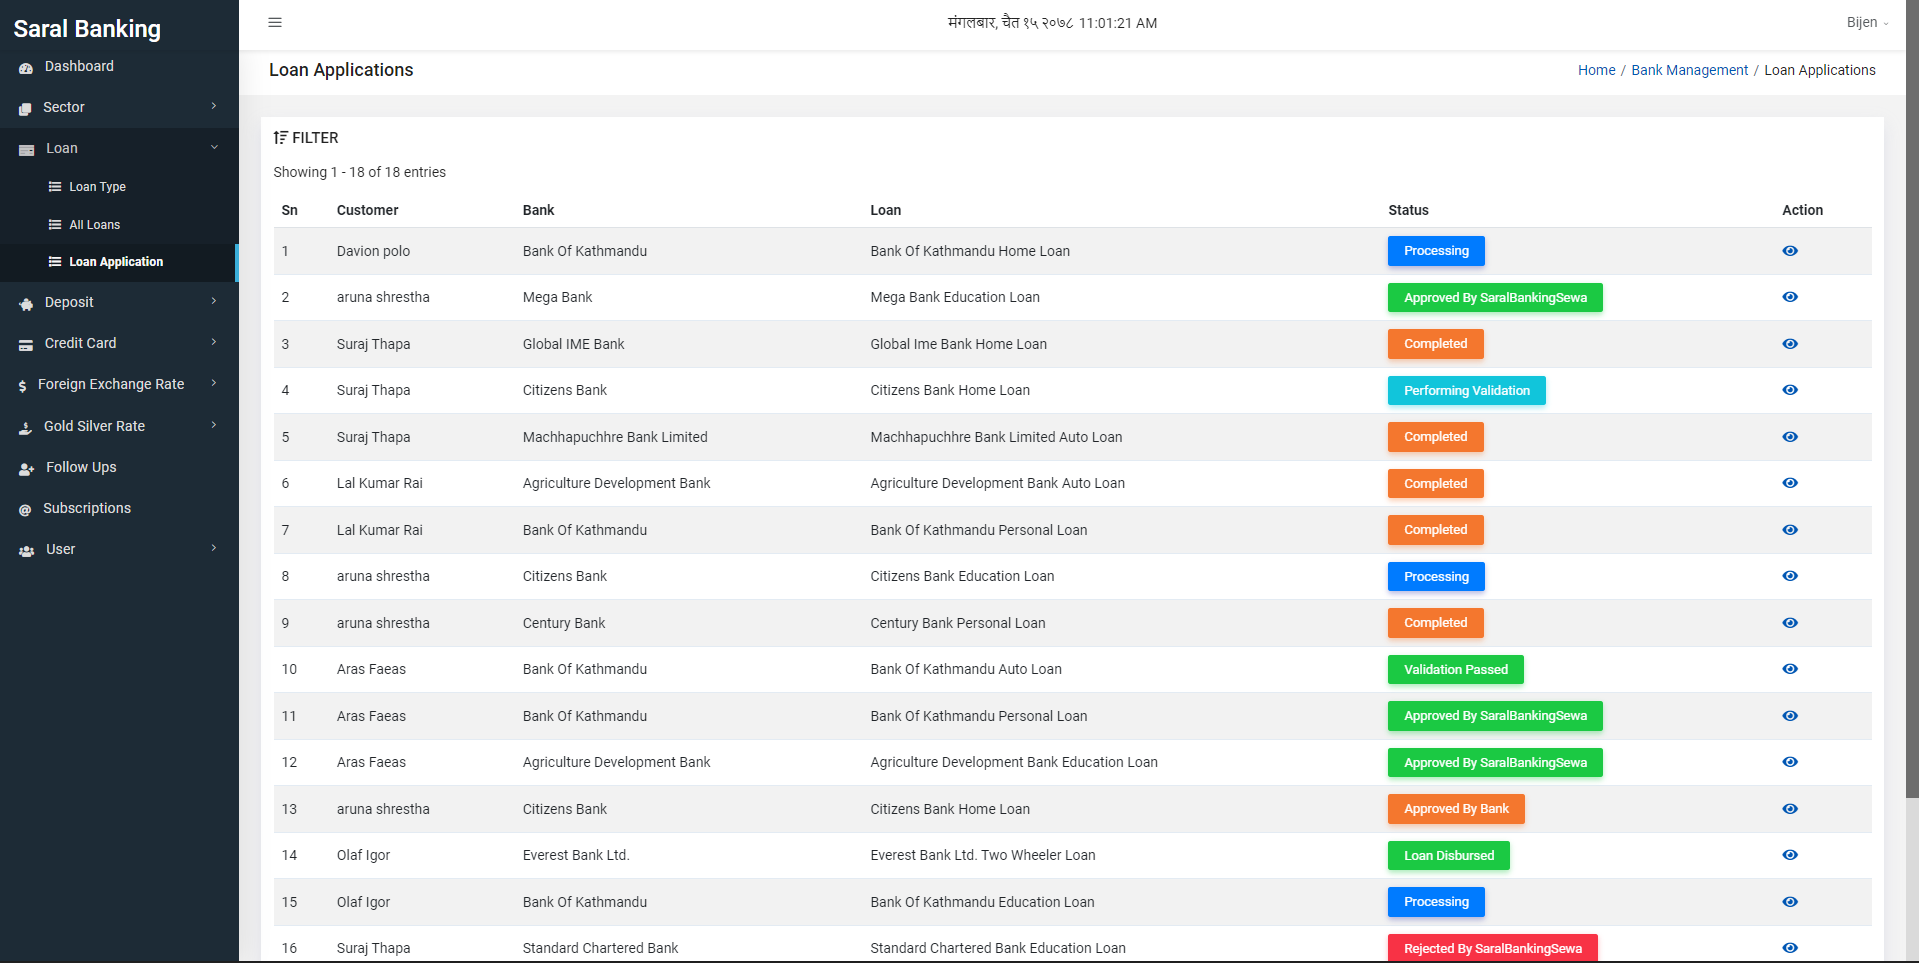 Saral Banking
मंगलबार, चैत १५ २०७८ 11:01:21 AM
Bijen
Dashboard
Sector
Loan
Loan Type
All Loans
Loan Application
Deposit
Credit Card
Foreign Exchange Rate
Gold Silver Rate
Follow Ups
Subscriptions
User
Loan Applications
Home / Bank Management / Loan Applications
FILTER
Showing 1 - 18 of 18 entries
Sn Customer Bank Loan Status Action
1 Davion polo Bank Of Kathmandu Bank Of Kathmandu Home Loan Processing
2 aruna shrestha Mega Bank Mega Bank Education Loan Approved By SaralBankingSewa
3 Suraj Thapa Global IME Bank Global Ime Bank Home Loan Completed
4 Suraj Thapa Citizens Bank Citizens Bank Home Loan Performing Validation
5 Suraj Thapa Machhapuchhre Bank Limited Machhapuchhre Bank Limited Auto Loan Completed
6 Lal Kumar Rai Agriculture Development Bank Agriculture Development Bank Auto Loan Completed
7 Lal Kumar Rai Bank Of Kathmandu Bank Of Kathmandu Personal Loan Completed
8 aruna shrestha Citizens Bank Citizens Bank Education Loan Processing
9 aruna shrestha Century Bank Century Bank Personal Loan Completed
10 Aras Faeas Bank Of Kathmandu Bank Of Kathmandu Auto Loan Validation Passed
11 Aras Faeas Bank Of Kathmandu Bank Of Kathmandu Personal Loan Approved By SaralBankingSewa
12 Aras Faeas Agriculture Development Bank Agriculture Development Bank Education Loan Approved By SaralBankingSewa
13 aruna shrestha Citizens Bank Citizens Bank Home Loan Approved By Bank
14 Olaf Igor Everest Bank Ltd. Everest Bank Ltd. Two Wheeler Loan Loan Disbursed
15 Olaf Igor Bank Of Kathmandu Bank Of Kathmandu Education Loan Processing
16 Suraj Thapa Standard Chartered Bank Standard Chartered Bank Education Loan Rejected By SaralBankingSewa